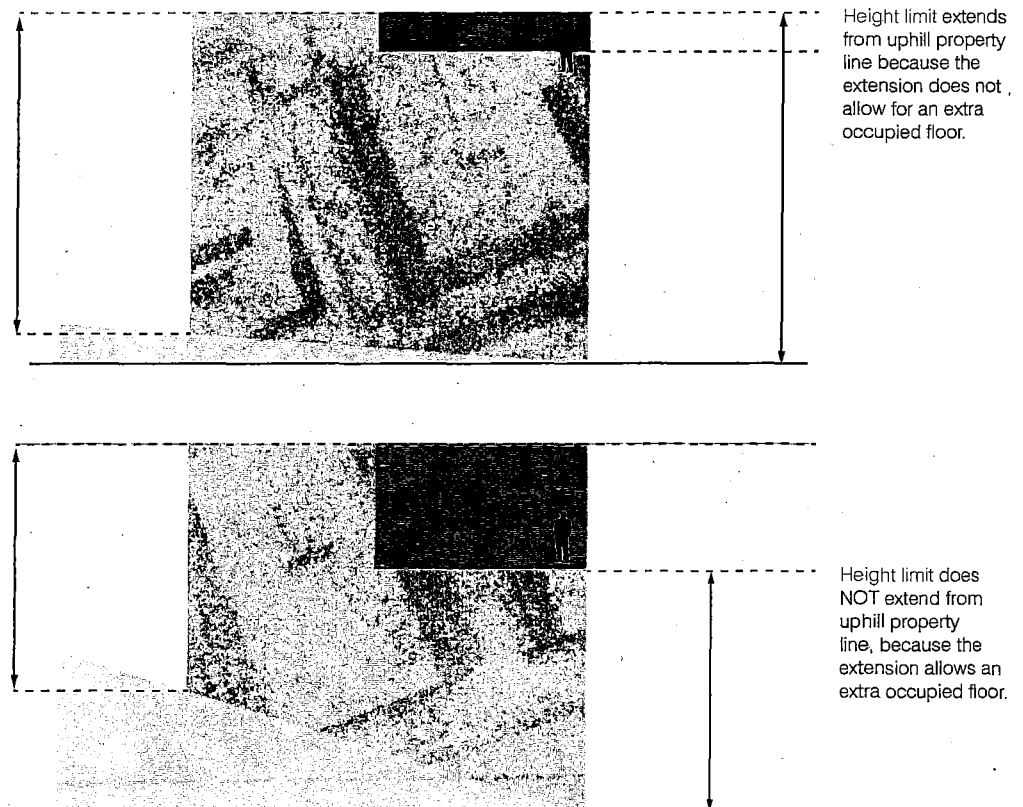 Height limit extends
from uphill property
line because the
extension does not
allow for an extra
occupied floor.
Height limit does
NOT extend from
uphill property
line, because the
extension allows an
extra occupied floor.